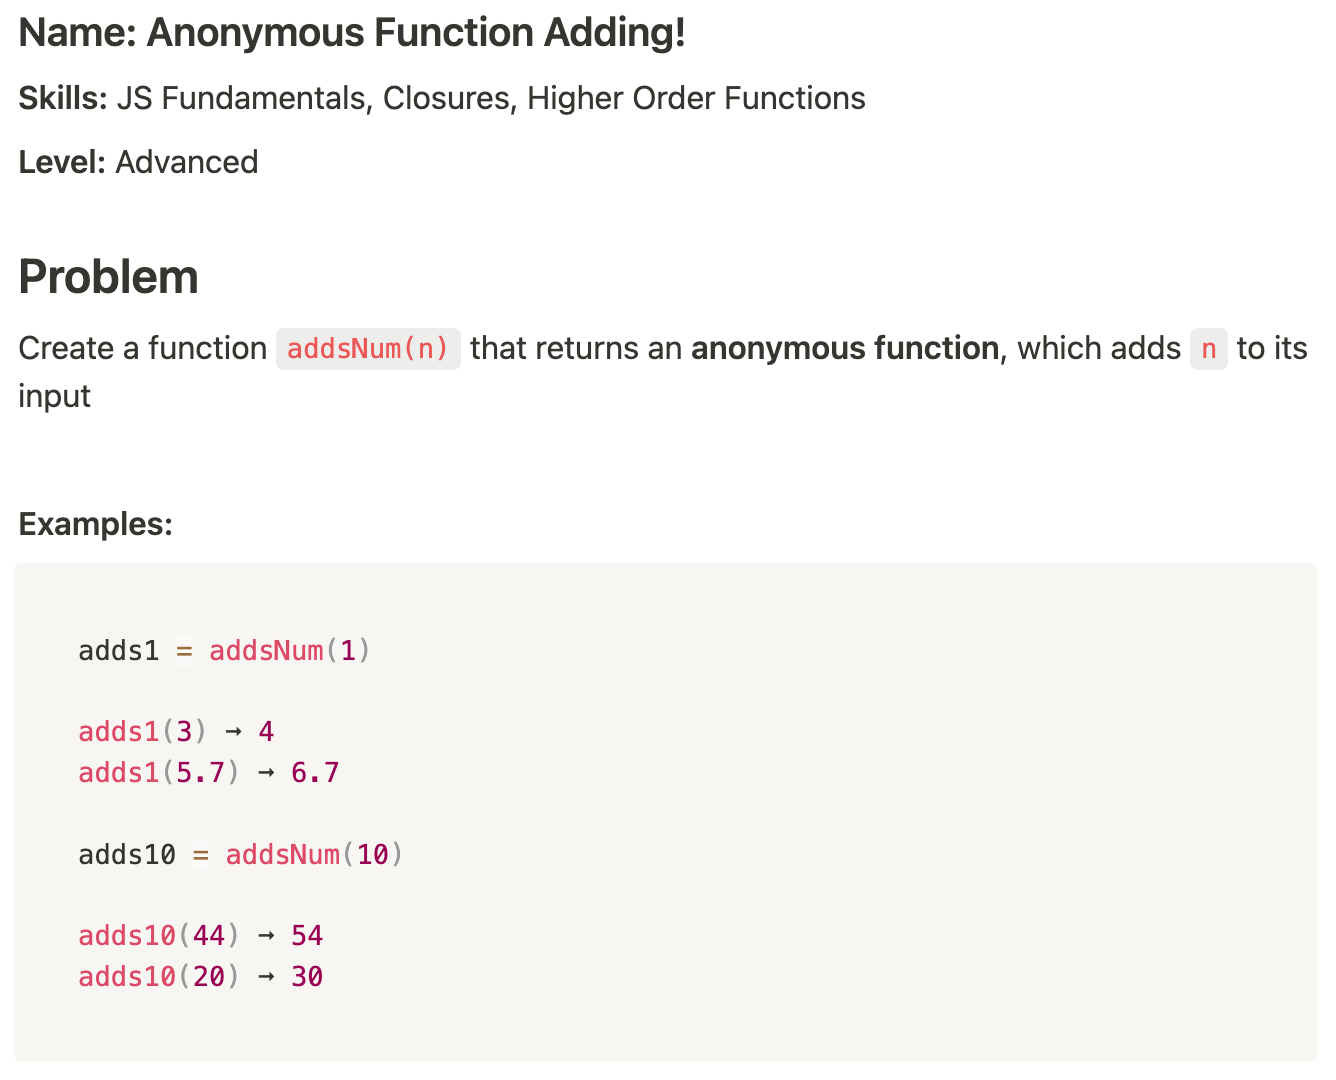 Name: Anonymous Function Adding!
Skills: JS Fundamentals, Closures, Higher Order Functions
Level: Advanced
Problem
Create a function addsNum(n) that returns an anonymous function, which adds n to its
input
Examples:
adds1 = addsNum(1)
adds1(3) → 4
adds1(5.7) → 6.7
adds10 = addsNum(10)
adds10(44) → 54
adds10(20) → 30